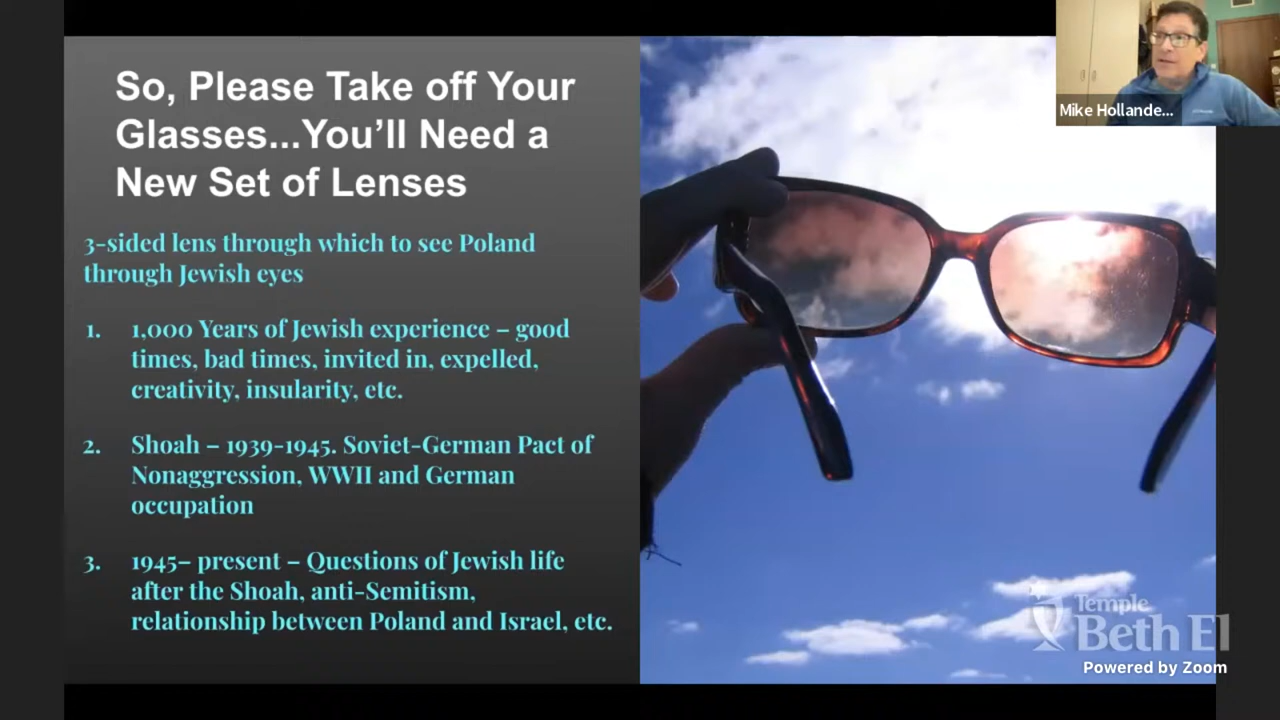 So, Please Take off Your
Glasses...You'll Need a
New Set of Lenses
3-sided lens through which to see Poland
through Jewish eyes
1. 1,000 Years of Jewish experience – good
times, bad times, invited in, expelled,
creativity, insularity, etc.
2. Shoah – 1939-1945. Soviet-German Pact of
Nonaggression, WWII and German
occupation
3. 1945– present – Questions of Jewish life
after the Shoah, anti-Semitism,
relationship between Poland and Israel, etc.
Mike Hollande...
Temple
Beth El
Powered by Zoom